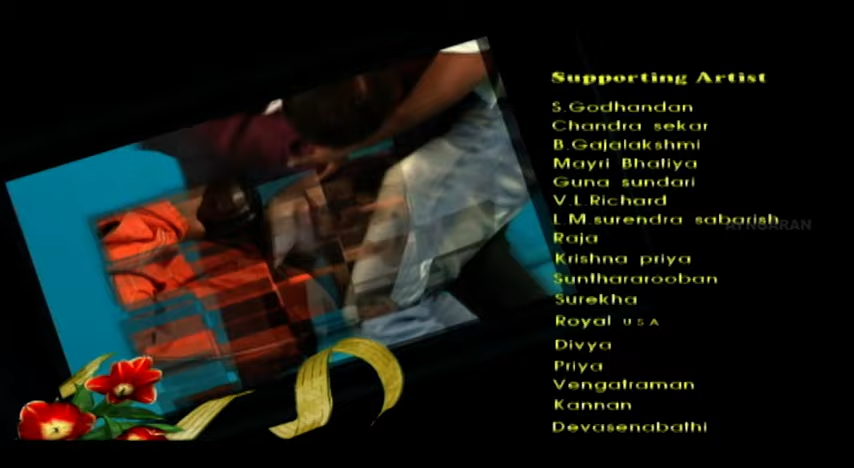 Supporting Artist
S.Godhandan
Chandra sekar
B.Gajalakshmi
Mayri Bhatiya
Guna sundari
V.L.Richard
L.M.surendra sabarish
AYNGARAN
Raja
Krishna priya
Sunthararooban
Surekha
Royal USA
Divya
Priya
Vengatraman
Kannan
Devasenabathi